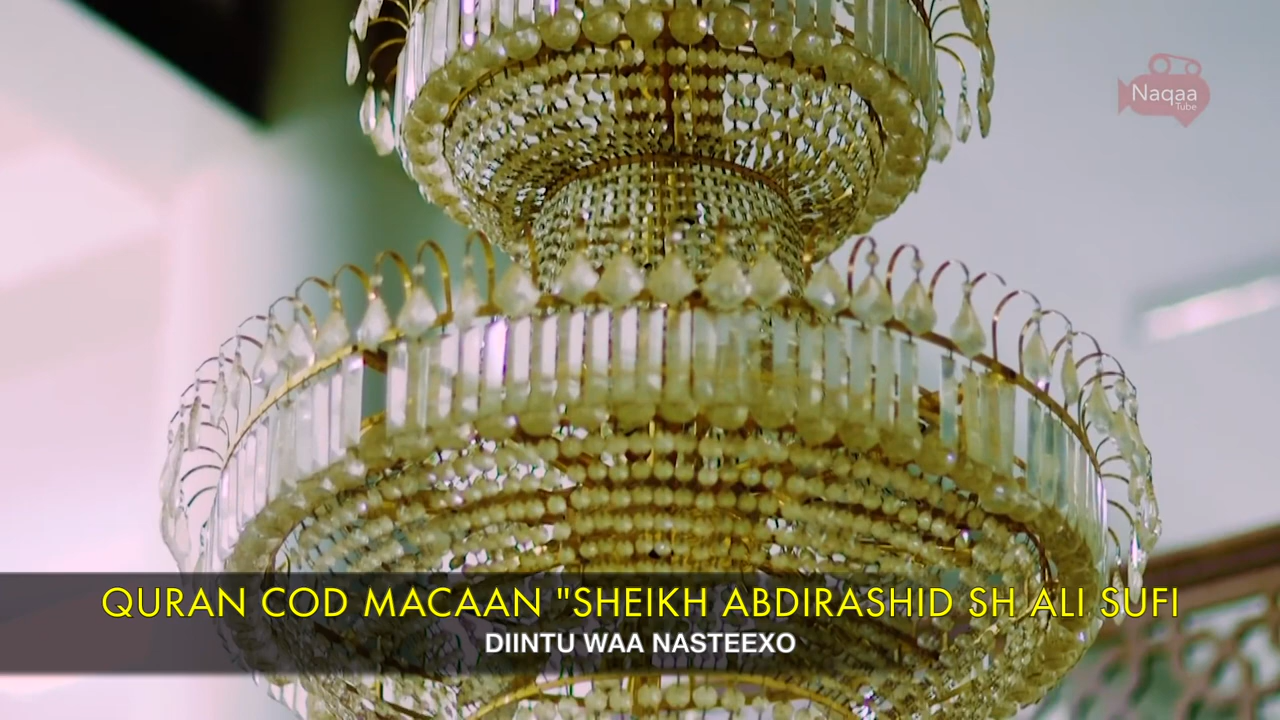 Naqaa
Tube
QURAN COD MACAAN "SHEIKH ABDIRASHID SH ALI SUFI
DIINTU WAA NASTEEXO